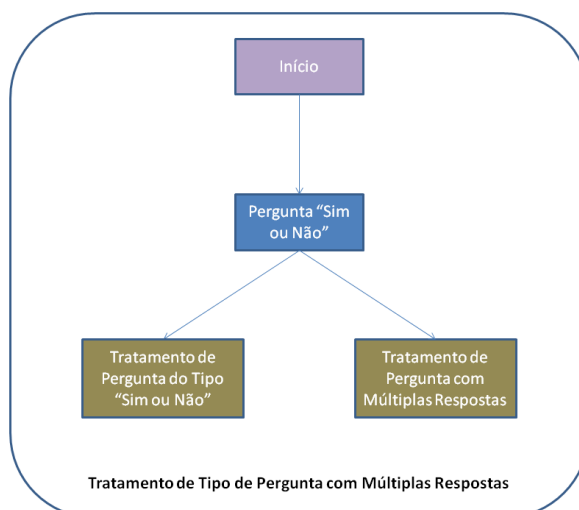 Início
Pergunta “Sim
ou Não”
Tratamento de
Pergunta do Tipo
“Sim ou Não”
Tratamento de
Pergunta com
Múltiplas Respostas
Tratamento de Tipo de Pergunta com Múltiplas Respostas